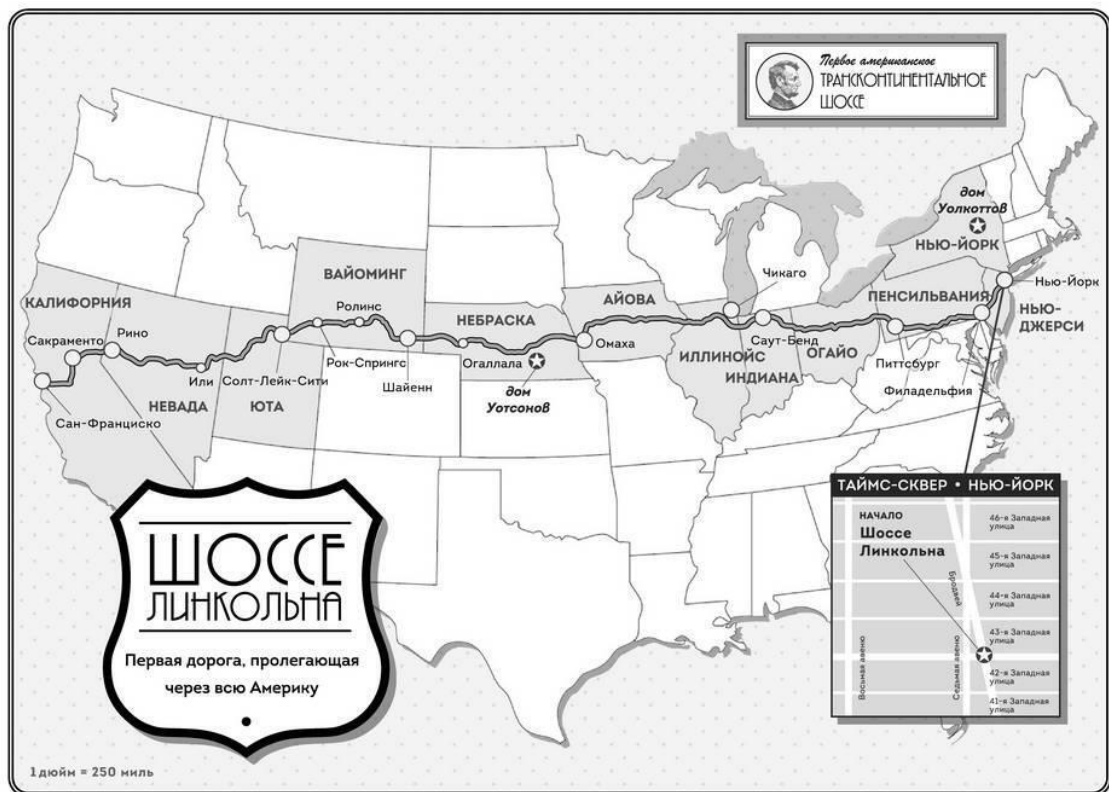 Первое американское
ТРАНСКОНТИНЕНТАЛЬНОЕ
ШОССЕ
дом
Уолкоттов
НЬЮ-ЙОРК
Чикаго
Нью-Йорк
ВАЙОМИНГ
КАЛИФОРНИЯ
Ролинс
АЙОВА
ПЕНСИЛЬВАНИЯ
НЬЮ-
ДЖЕРСИ
Сакраменто
Рино
НЕБРАСКА
Омаха
Саут-Бенд
ИЛЛИНОЙС
ОГАЙО
ИНДИАНА
Рок-Спрингс
Огаллала
Питтсбург
Или
Солт-Лейк-Сити
Шайенн
Филадельфия
дом
Уотсонов
НЕВАДА
ЮТА
Сан-Франциско
ШОССЕ
ЛИНКОЛЬНА
Первая дорога, пролегающая
через всю Америку
ТАЙМС-СКВЕР • НЬЮ-ЙОРК
НАЧАЛО
Шоссе
Линкольна
46-я Западная
улица
45-я Западная
улица
44-я Западная
улица
43-я Западная
улица
42-я Западная
улица
41-я Западная
улица
Бродвей
Восьмая авеню
Седьмая авеню
1 дюйм = 250 миль